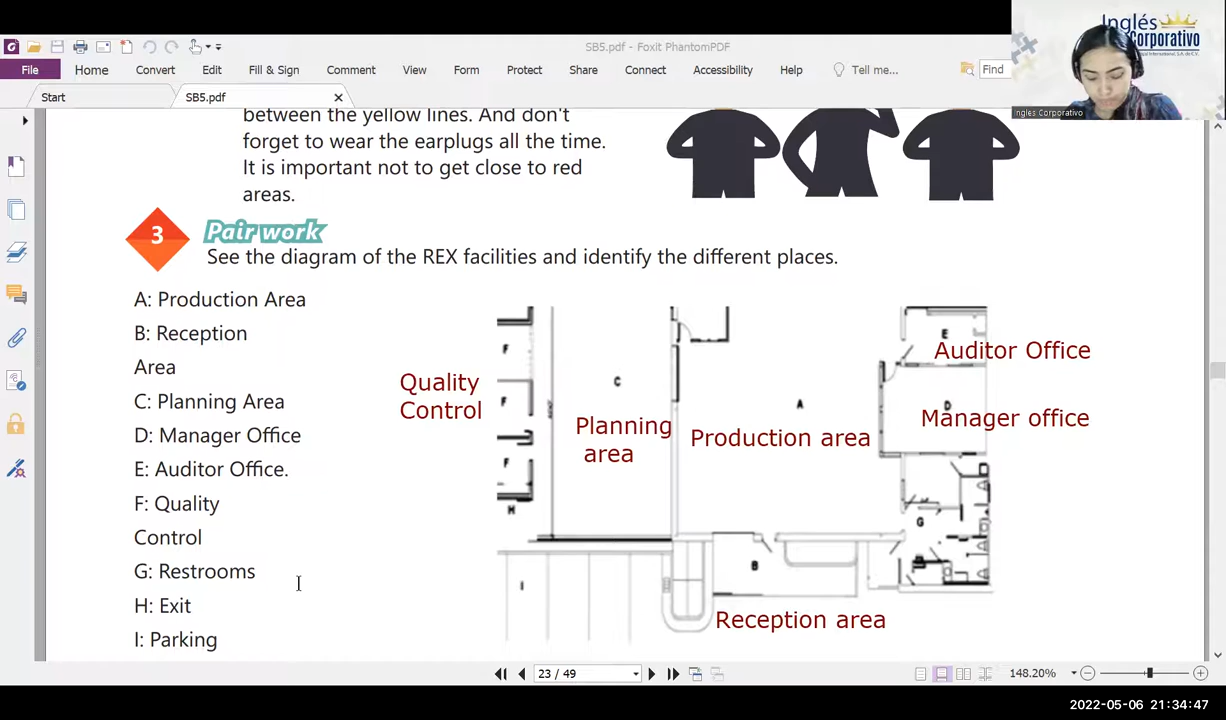 SB5.pdf - Foxit PhantomPDF
File Home Convert Edit Fill & Sign Comment View Form Protect Share Connect Accessibility Help Tell me... Find
Start SB5.pdf
Inglés
Corporativo
Ingles Corporativo
between the yellow lines. And don't
forget to wear the earplugs all the time.
It is important not to get close to red
areas.
3 Pair work
See the diagram of the REX facilities and identify the different places.
A: Production Area
B: Reception
Area
C: Planning Area
D: Manager Office
E: Auditor Office.
F: Quality
Control
G: Restrooms
H: Exit
I: Parking
Quality
Control
F
F
F
H
I
C
Planning
area
A
Production area
E
Auditor Office
D
Manager office
G
B
Reception area
23 / 49
148.20%
2022-05-06 21:34:47